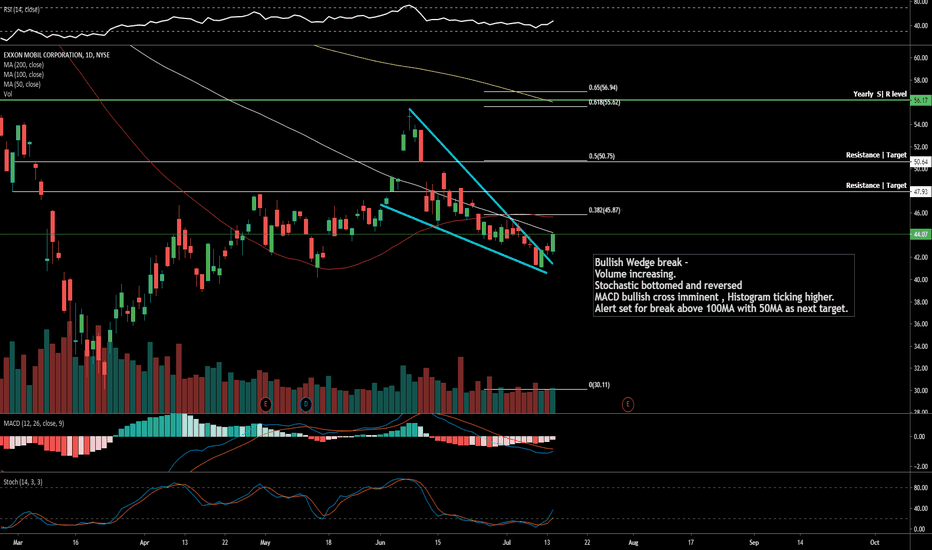 RSI (14, close)
80.00
40.00
EXXON MOBIL CORPORATION, 1D, NYSE
MA (200, close)
MA (100, close)
MA (50, close)
Vol
60.00
58.00
0.65(56.94)
Yearly S| R level
56.17
0.618(55.62)
54.00
52.00
0.5(50.75)
Resistance | Target
50.64
Resistance | Target
47.93
46.00
0.382(45.87)
44.07
42.00
Bullish Wedge break -
Volume increasing.
Stochastic bottomed and reversed
MACD bullish cross imminent , Histogram ticking higher.
Alert set for break above 100MA with 50MA as next target.
40.00
38.00
36.00
34.00
32.00
0(30.11)
30.00
28.00
E
D
E
MACD (12, 26, close, 9)
0.00
−2.00
Stoch (14, 3, 3)
80.00
40.00
0.00
Mar
16
Apr
13
May
18
Jun
15
Jul
13
22
Aug
17
Sep
14
Oct